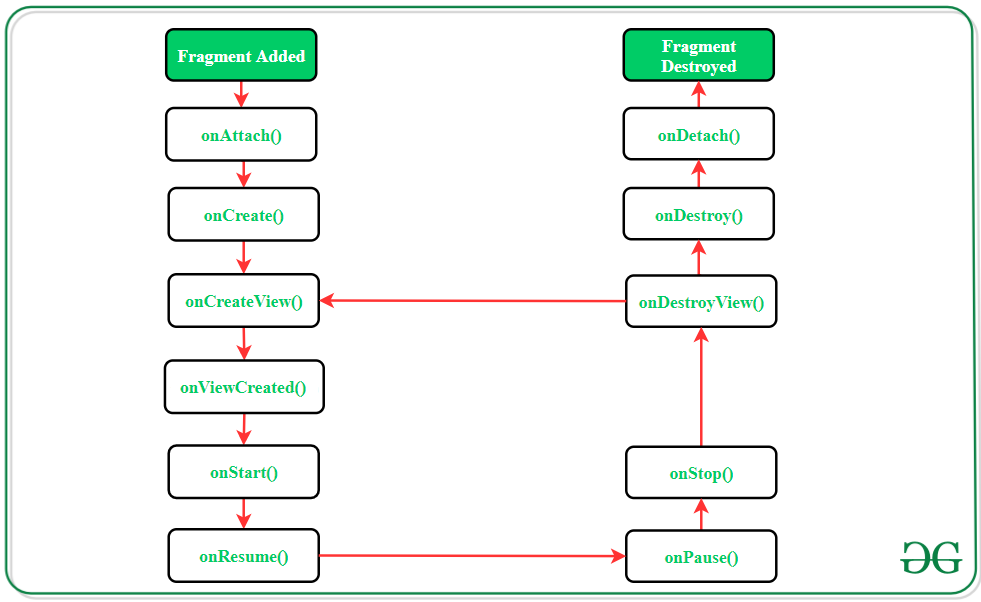 Fragment Added
onAttach()
onCreate()
onCreateView()
onViewCreated()
onStart()
onResume()
Fragment
Destroyed
onDetach()
onDestroy()
onDestroyView()
onStop()
onPause()